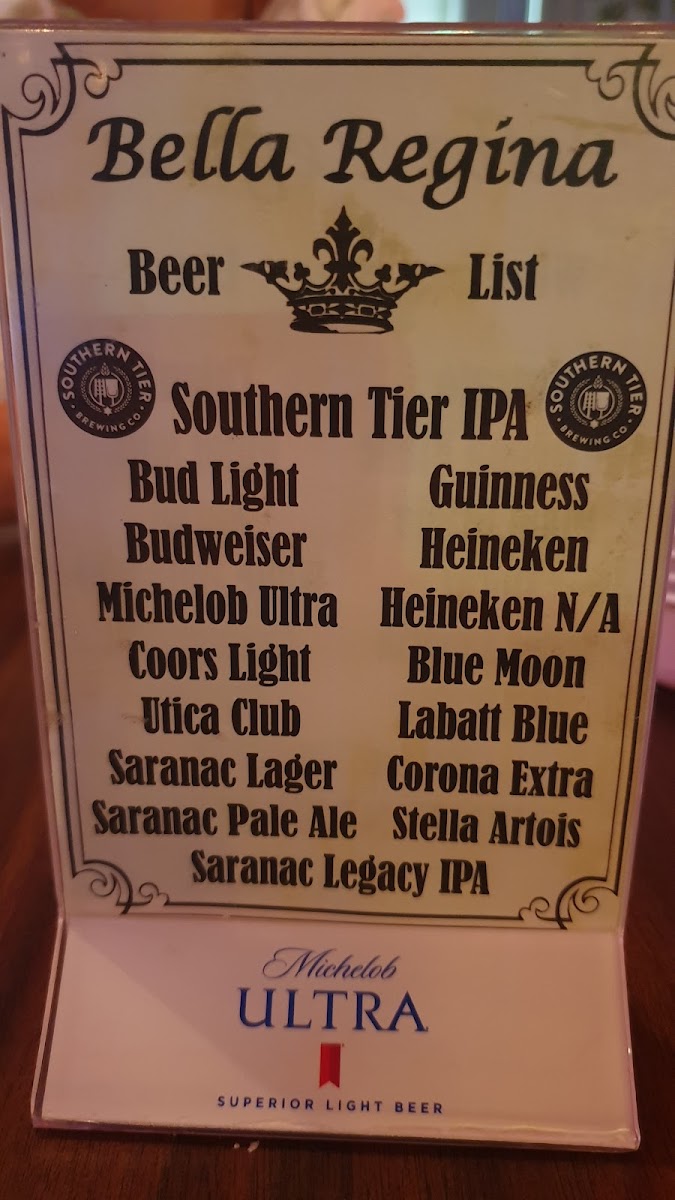 Bella Regina
Beer List
SOUTHERN TIER
BREWING CO.
Southern Tier IPA
SOUTHERN TIER
BREWING CO.
Bud Light Guinness
Budweiser Heineken
Michelob Ultra Heineken N/A
Coors Light Blue Moon
Utica Club Labatt Blue
Saranac Lager Corona Extra
Saranac Pale Ale Stella Artois
Saranac Legacy IPA
Michelob
ULTRA
SUPERIOR LIGHT BEER